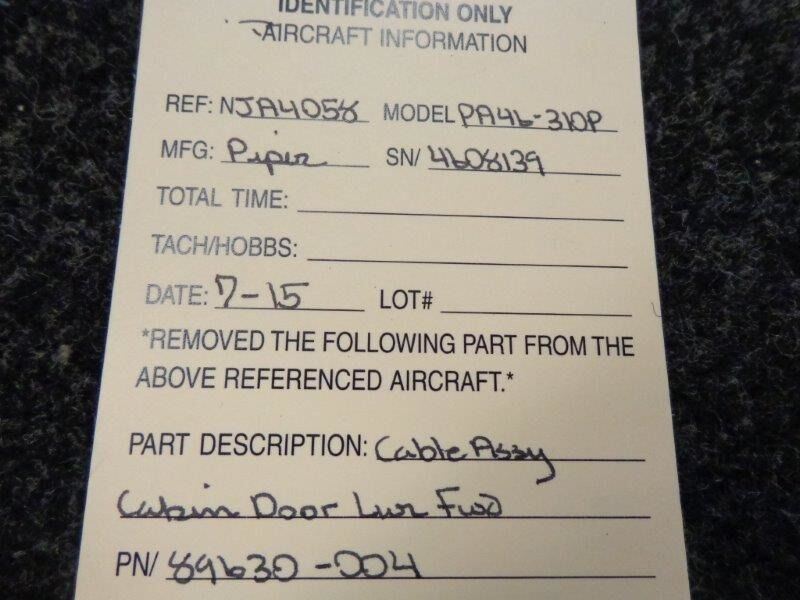 IDENTIFICATION ONLY
AIRCRAFT INFORMATION
REF: NJA4058 MODEL PA46-310P
MFG: Piper SN/ 4608139
TOTAL TIME:
TACH/HOBBS:
DATE: 7-15 LOT#
*REMOVED THE FOLLOWING PART FROM THE
ABOVE REFERENCED AIRCRAFT.*
PART DESCRIPTION: Cable Assy
Cabin Door Lwr Fwd
PN/ 89630-004